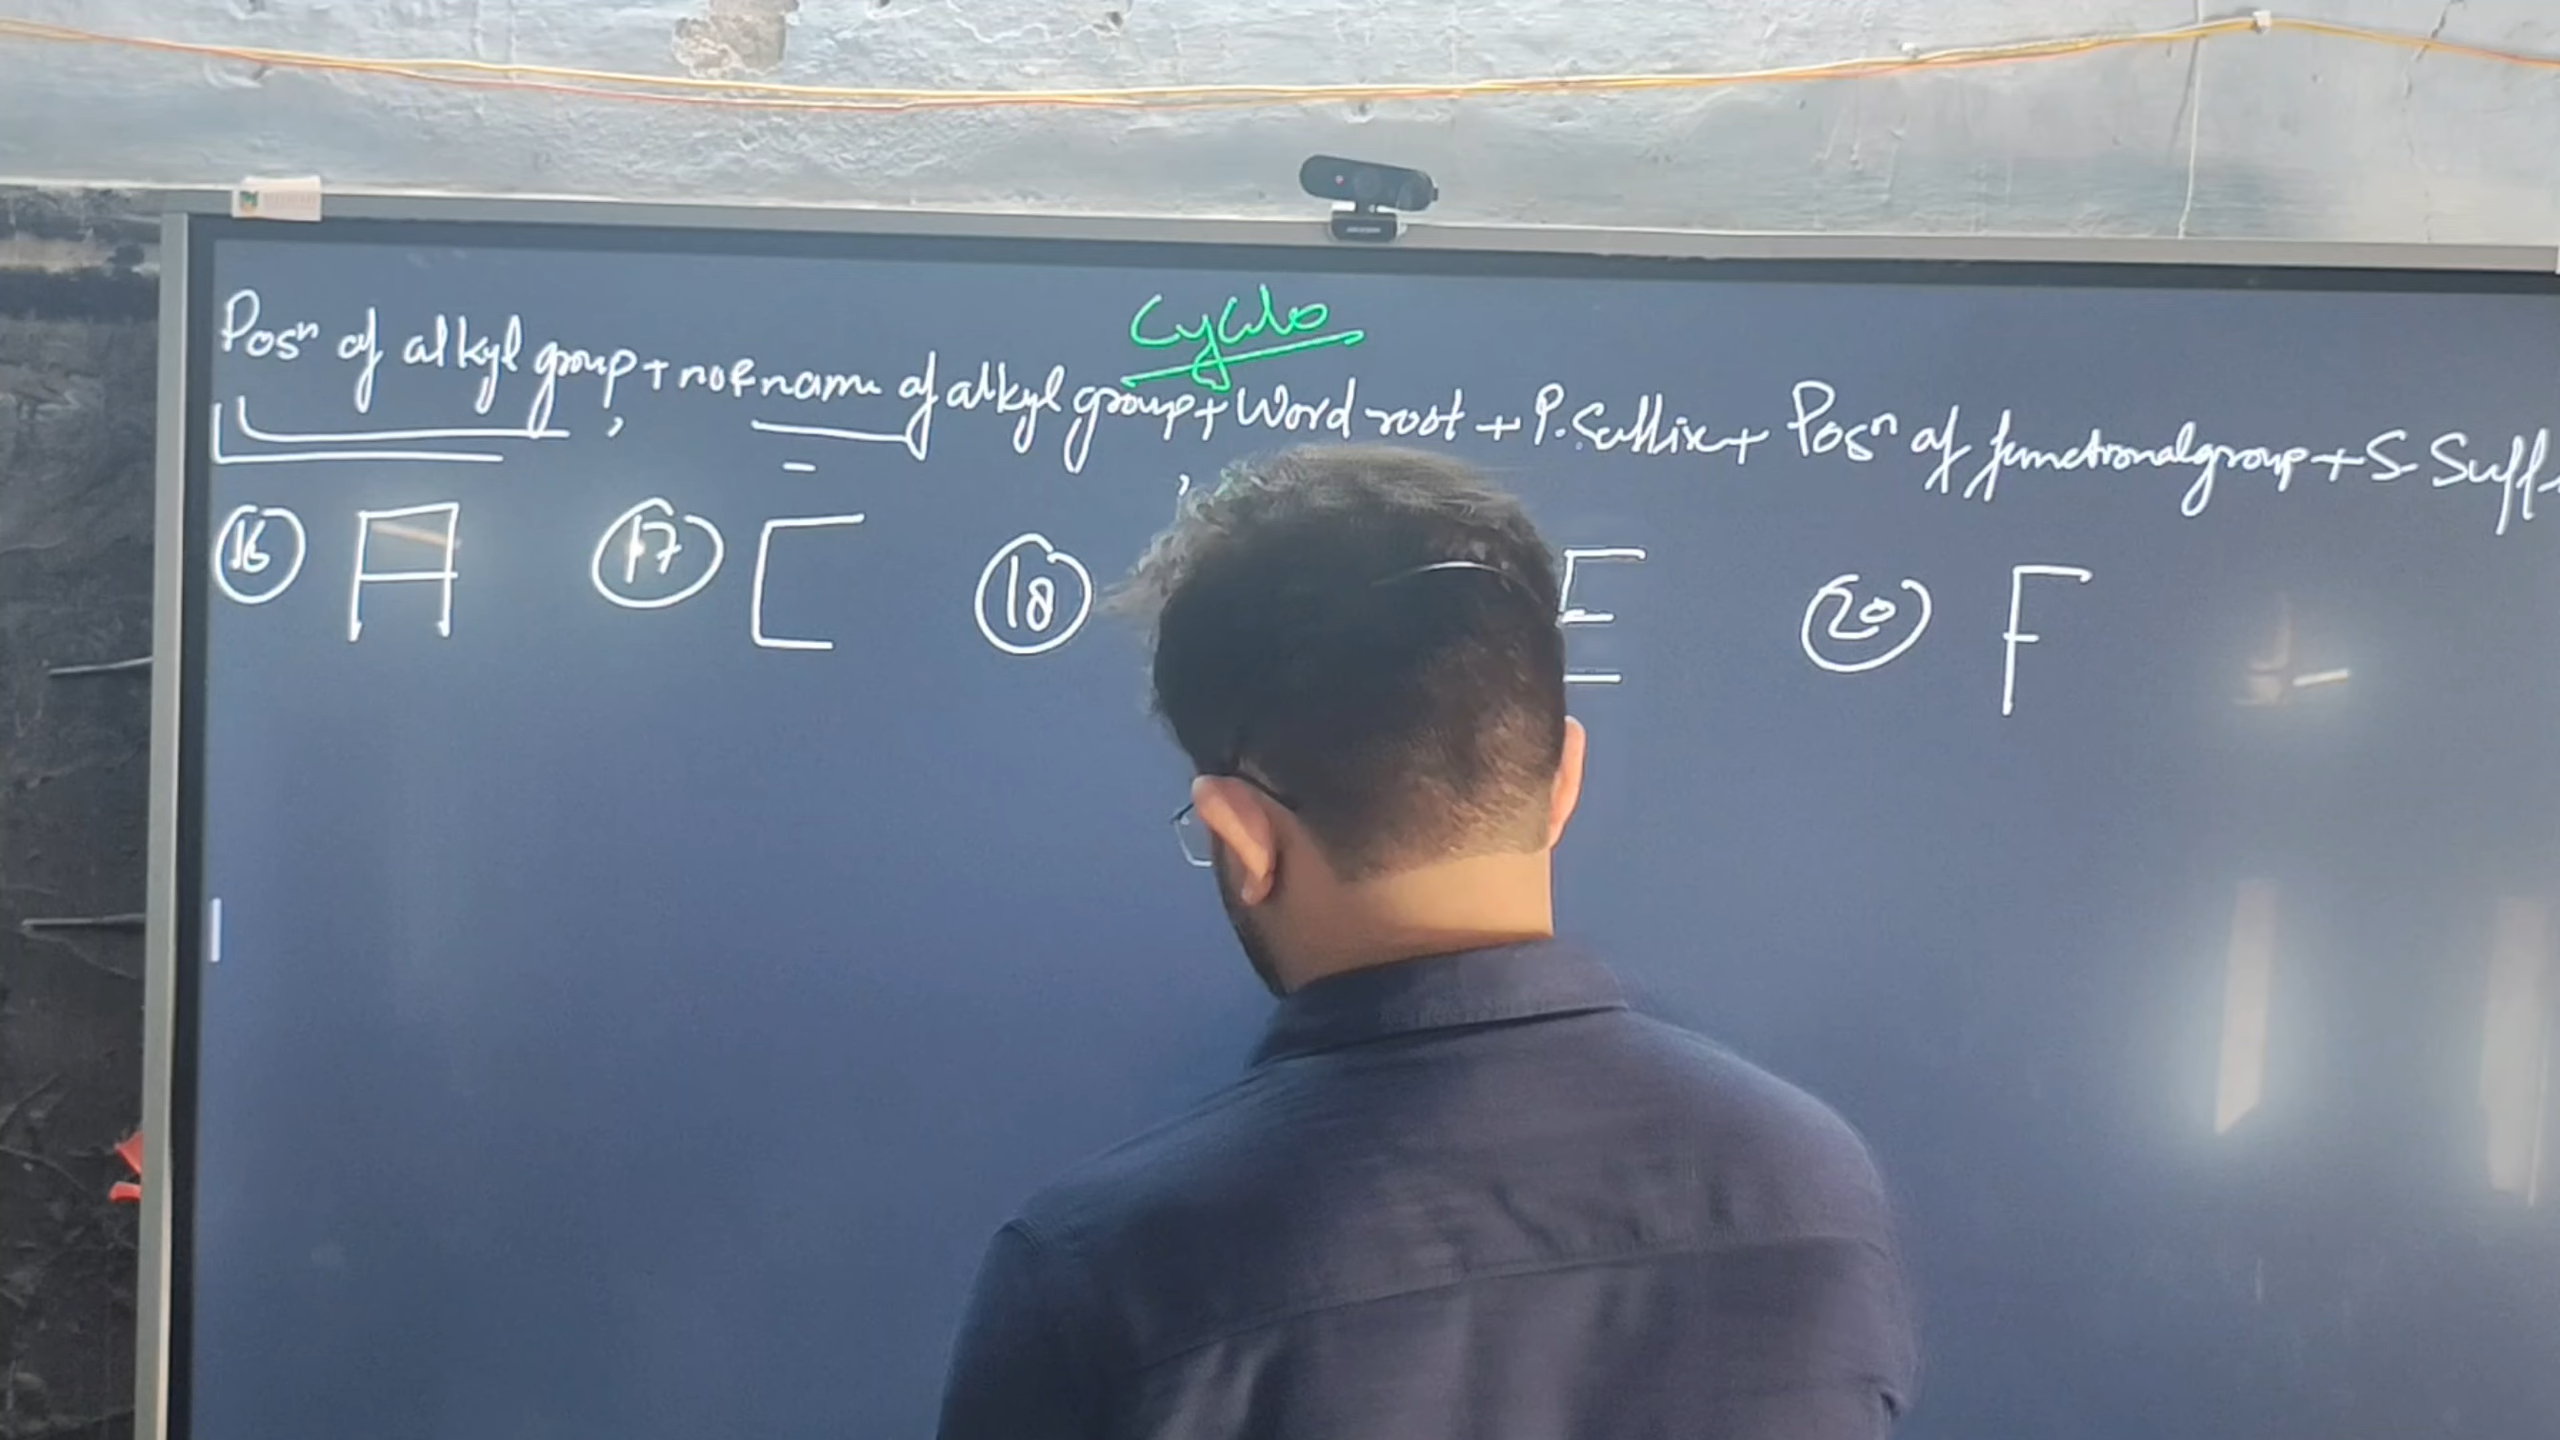 Cyclo
Posⁿ of alkyl group + no & name of alkyl group + Word root + P. Suffix + Posⁿ of functional group + S Suff
16 A 17 C 18 E 20 F